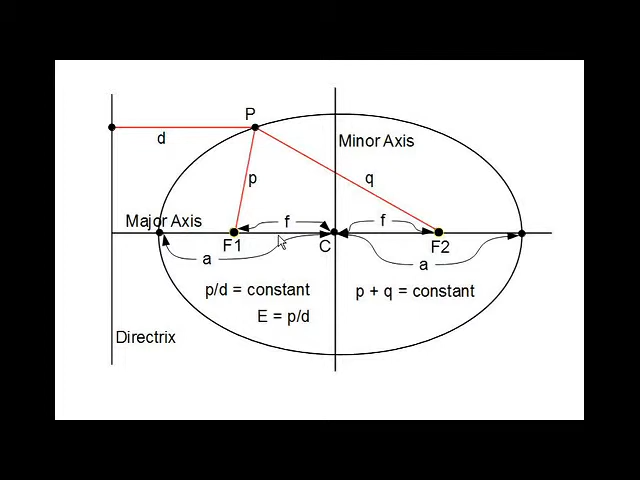 P
Minor Axis
d
p
q
Major Axis
f
f
F1
C
F2
a
a
p/d = constant
p + q = constant
E = p/d
Directrix